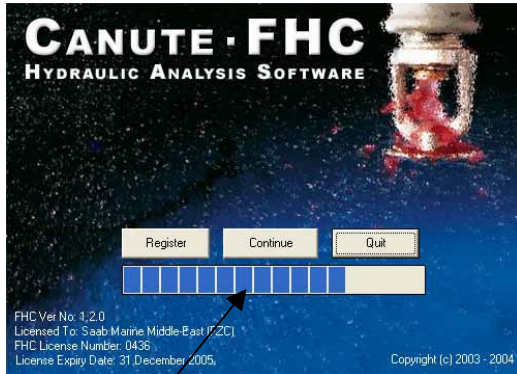 CANUTE · FHC
HYDRAULIC ANALYSIS SOFTWARE
Register Continue Quit
FHC Ver No: 1.2.0
Licensed To: Saab Marine Middle-East (FZC)
FHC License Number: 0436
License Expiry Date: 31 December 2005,
Copyright (c) 2003 - 2004